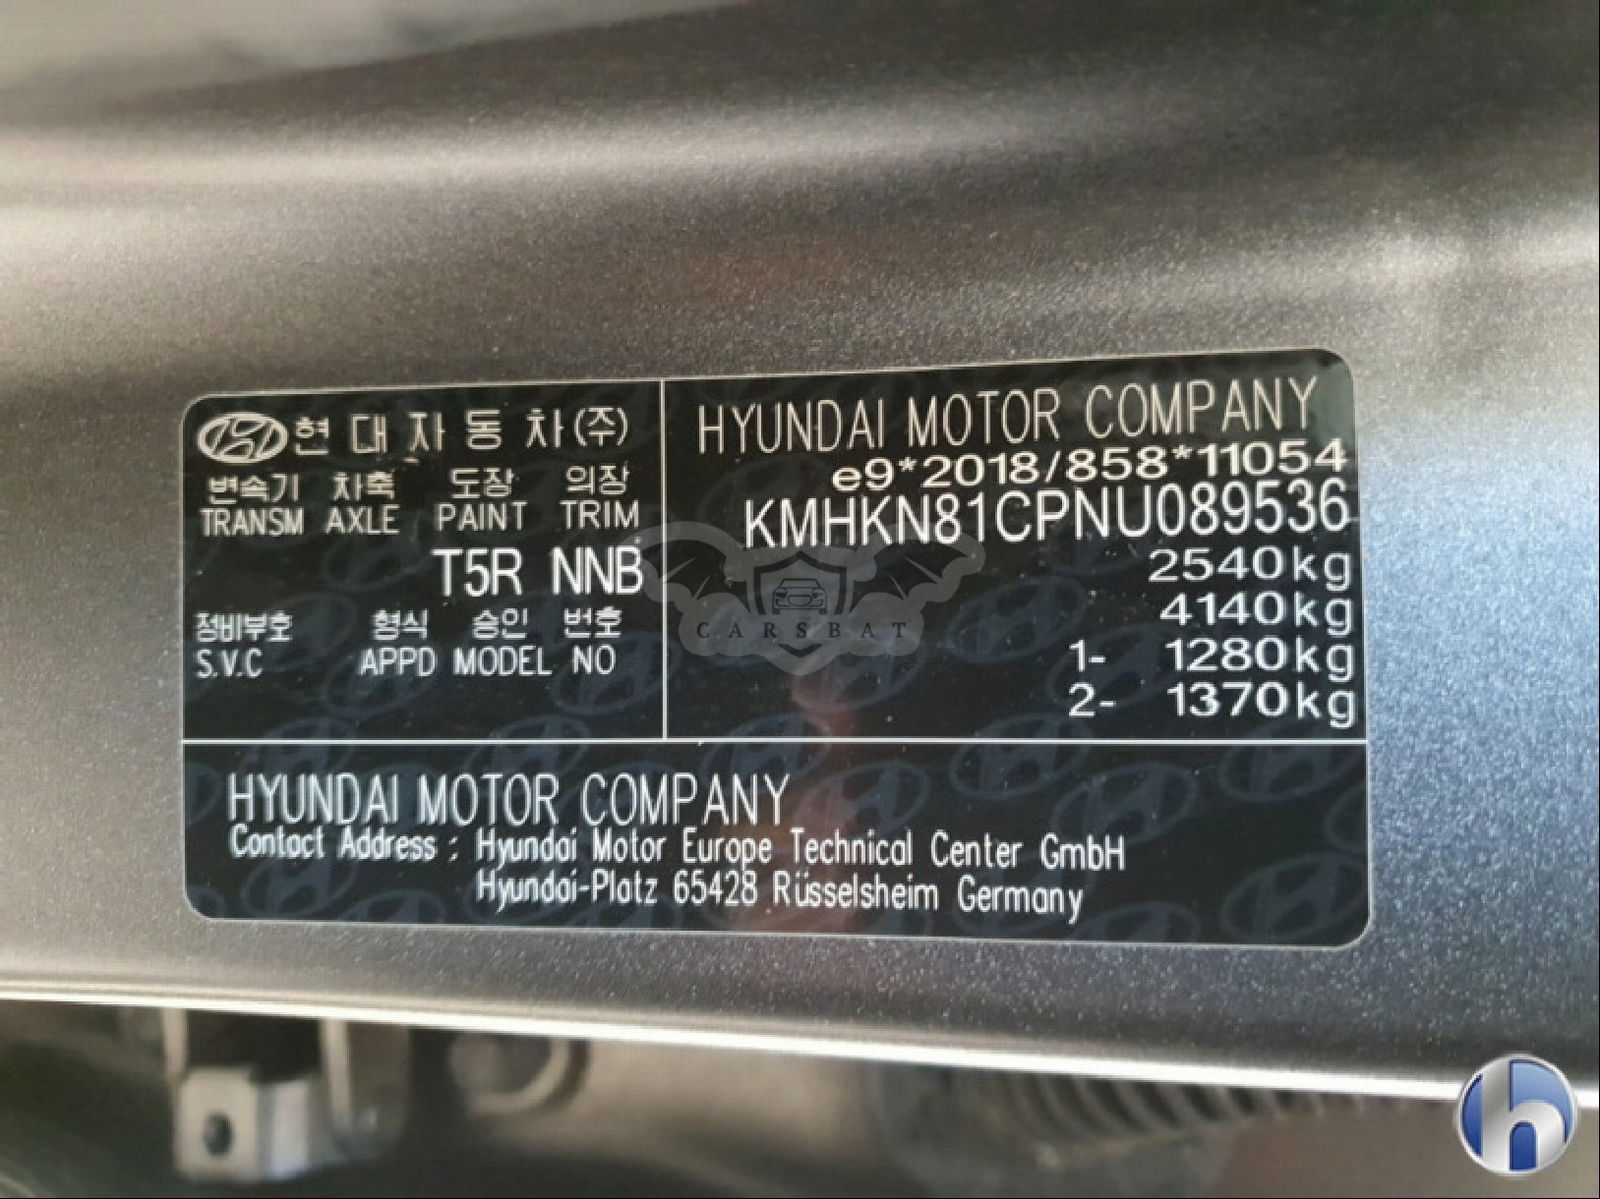 현대자동차(주)
변속기 차축 도장 의장
TRANSM AXLE PAINT TRIM
T5R NNB
정비부호 형식 승인 번호
S.V.C APPD MODEL NO
HYUNDAI MOTOR COMPANY
e9*2018/858*11054
KMHKN81CPNU089536
2540kg
4140kg
1- 1280kg
2- 1370kg
CARSBAT
HYUNDAI MOTOR COMPANY
Contact Address : Hyundai Motor Europe Technical Center GmbH
Hyundai-Platz 65428 Rüsselsheim Germany
h